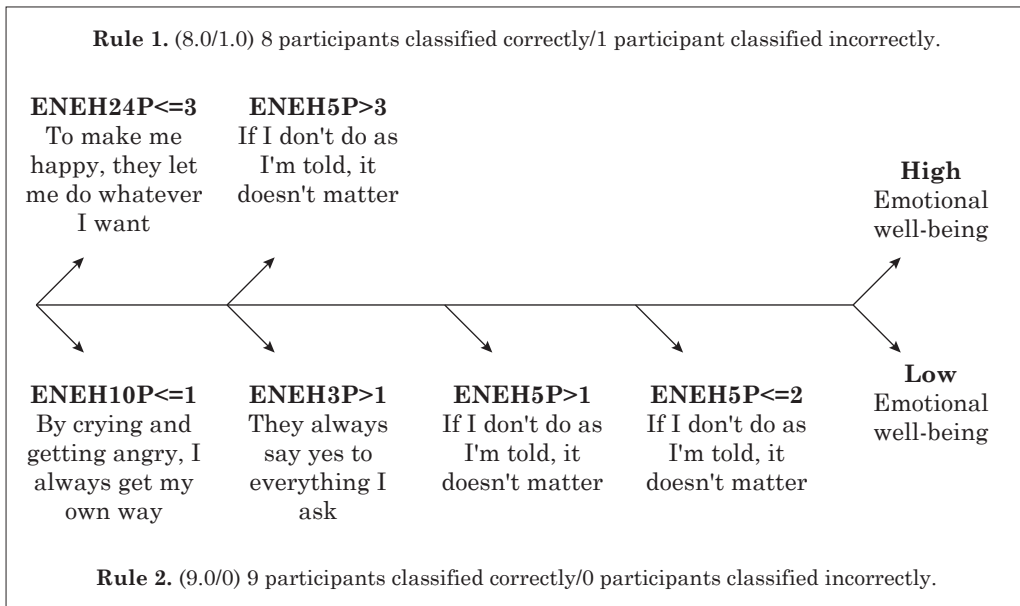 Rule 1. (8.0/1.0) 8 participants classified correctly/1 participant classified incorrectly.
ENEH24P<=3
To make me
happy, they let
me do whatever
I want
ENEH5P>3
If I don't do as
I'm told, it
doesn't matter
High
Emotional
well-being
ENEH10P<=1
By crying and
getting angry, I
always get my
own way
ENEH3P>1
They always
say yes to
everything I
ask
ENEH5P>1
If I don't do as
I'm told, it
doesn't matter
ENEH5P<=2
If I don't do as
I'm told, it
doesn't matter
Low
Emotional
well-being
Rule 2. (9.0/0) 9 participants classified correctly/0 participants classified incorrectly.